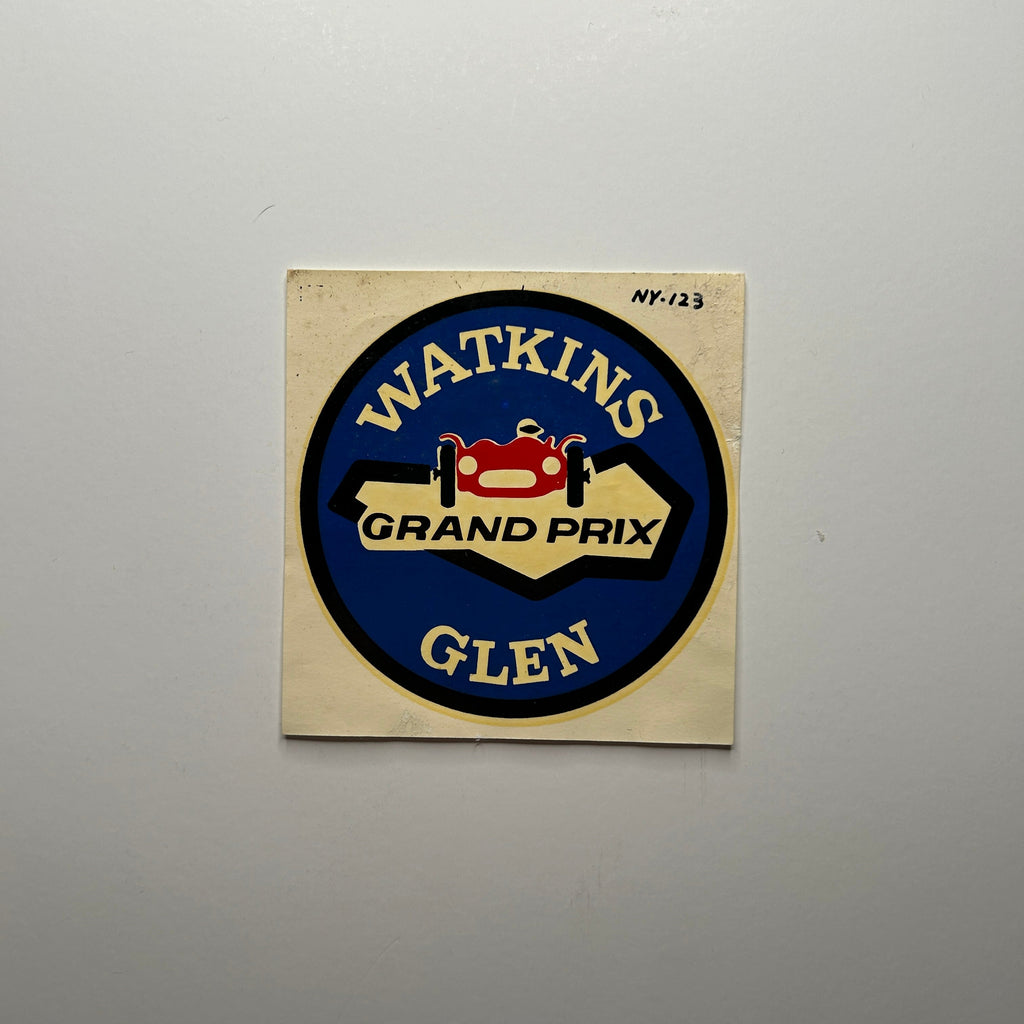 NY-123
WATKINS
GRAND PRIX
GLEN